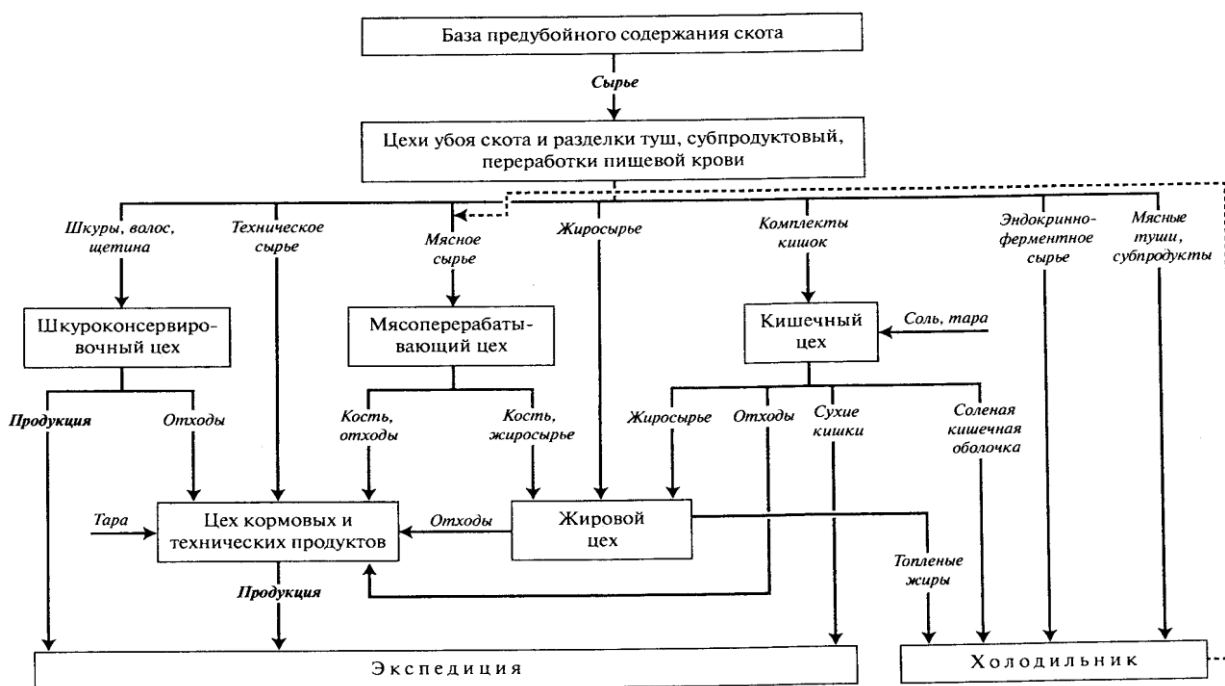 База предубойного содержания скота
Сырье
Цехи убоя скота и разделки туш, субпродуктовый,
переработки пищевой крови
Шкуры, волос,
щетина
Техническое
сырье
Мясное
сырье
Жиросырье
Комплекты
кишок
Эндокринно-
ферментное
сырье
Мясные
туши,
субпродукты
Шкуроконсервиро-
вочный цех
Мясоперерабаты-
вающий цех
Кишечный
цех
Соль, тара
Продукция
Отходы
Кость,
отходы
Кость,
жиросырье
Жиросырье
Отходы
Сухие
кишки
Соленая
кишечная
оболочка
Тара
Цех кормовых и
технических продуктов
Отходы
Жировой
цех
Топленые
жиры
Продукция
Экспедиция
Холодильник